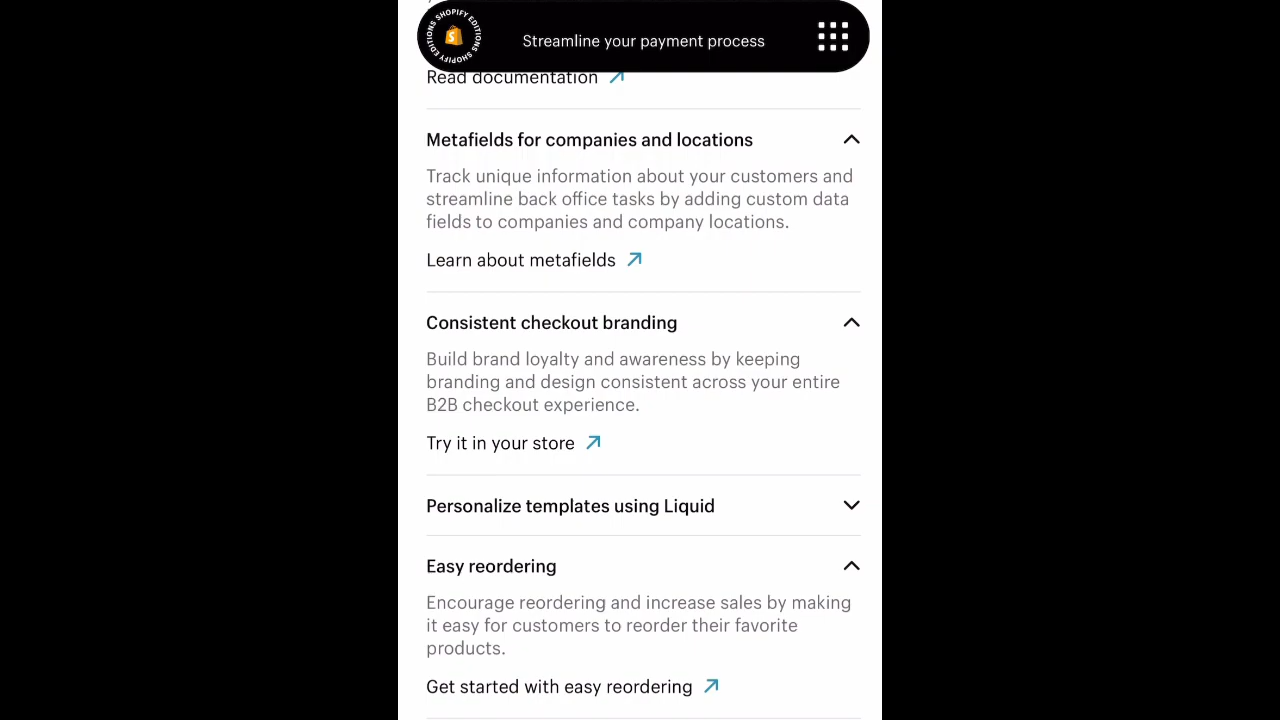 SHOPIFY EDITIONS SHOPIFY EDITIONS
Streamline your payment process
Read documentation
Metafields for companies and locations
Track unique information about your customers and
streamline back office tasks by adding custom data
fields to companies and company locations.
Learn about metafields
Consistent checkout branding
Build brand loyalty and awareness by keeping
branding and design consistent across your entire
B2B checkout experience.
Try it in your store
Personalize templates using Liquid
Easy reordering
Encourage reordering and increase sales by making
it easy for customers to reorder their favorite
products.
Get started with easy reordering